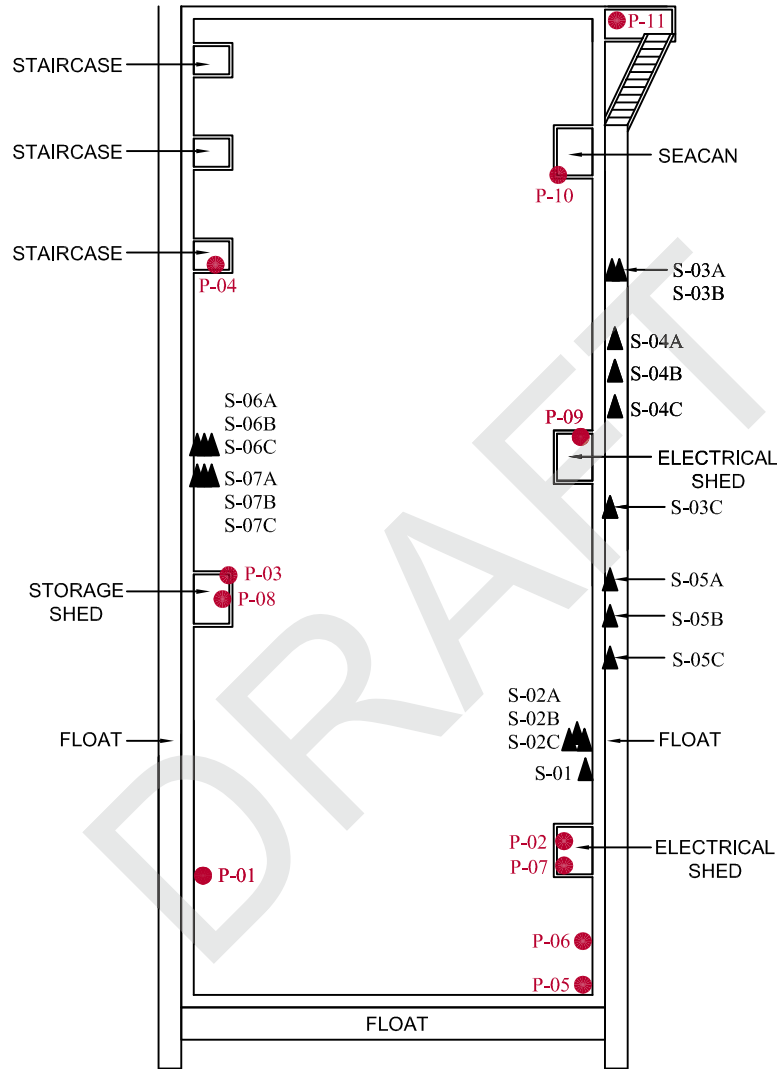 P-11
STAIRCASE
STAIRCASE
SEACAN
P-10
STAIRCASE
P-04
S-03A
S-03B
S-04A
S-04B
S-04C
S-06A
S-06B
S-06C
S-07A
S-07B
S-07C
P-09
ELECTRICAL
SHED
S-03C
P-03
P-08
STORAGE
SHED
S-05A
S-05B
S-05C
S-02A
S-02B
S-02C
S-01
FLOAT
FLOAT
P-02
P-07
ELECTRICAL
SHED
P-01
P-06
P-05
FLOAT
DRAFT